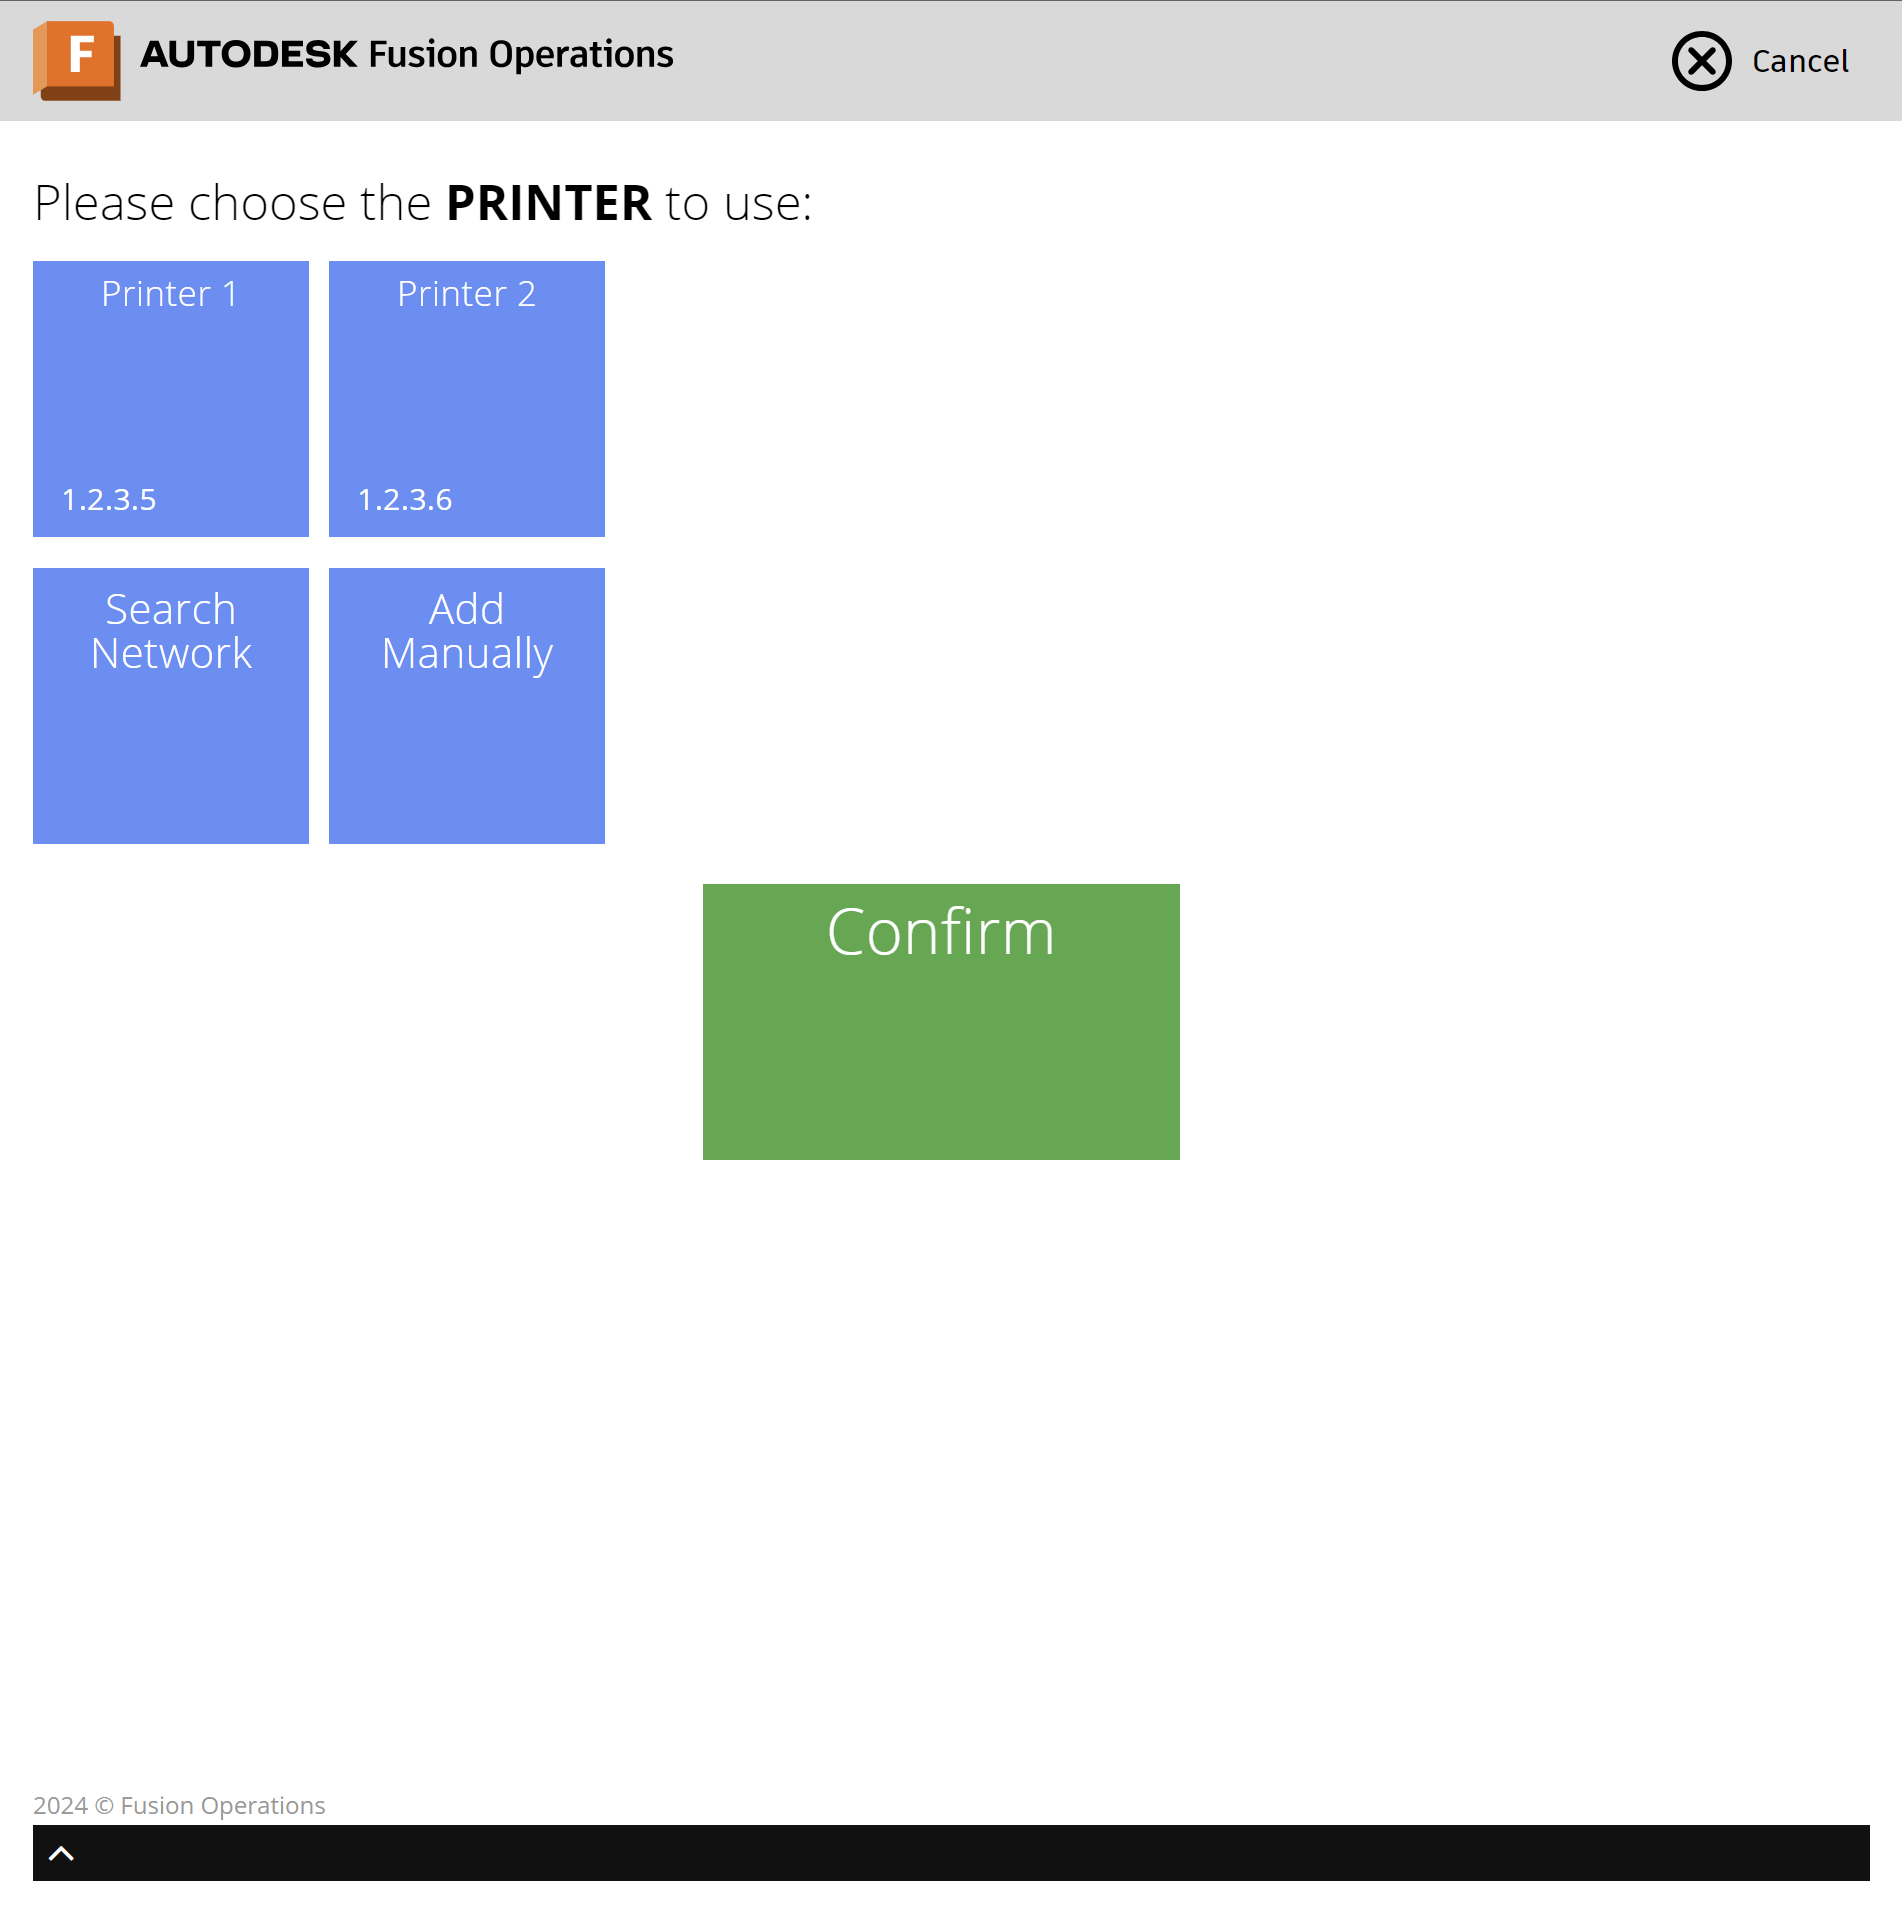 F
AUTODESK Fusion Operations
Cancel
Please choose the PRINTER to use:
Printer 1
1.2.3.5
Printer 2
1.2.3.6
Search
Network
Add
Manually
Confirm
2024 © Fusion Operations